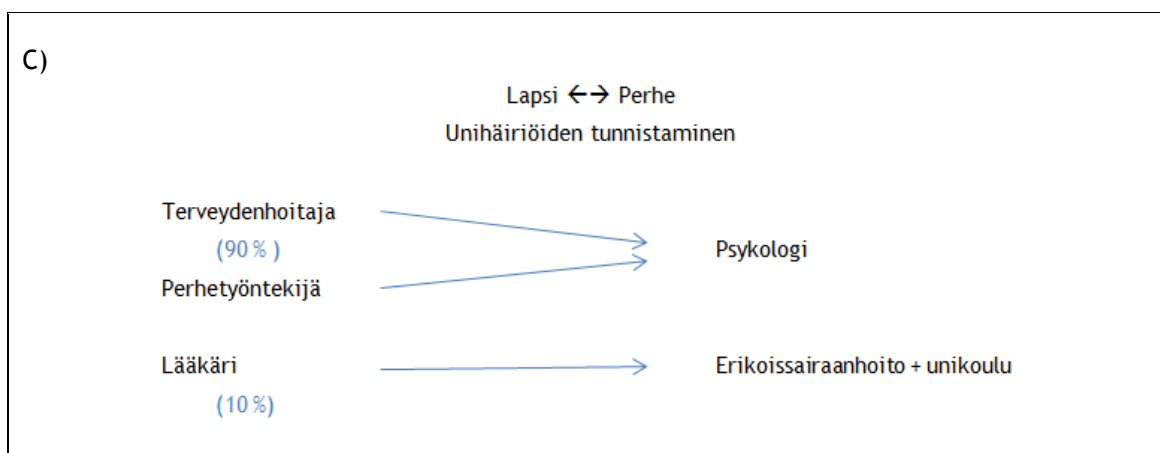 C)
Lapsi ←→ Perhe
Unihäiriöiden tunnistaminen
Terveydenhoitaja
(90 %)
Psykologi
Perhetyöntekijä
Lääkäri
Erikoissairaanhoito + unikoulu
(10 %)